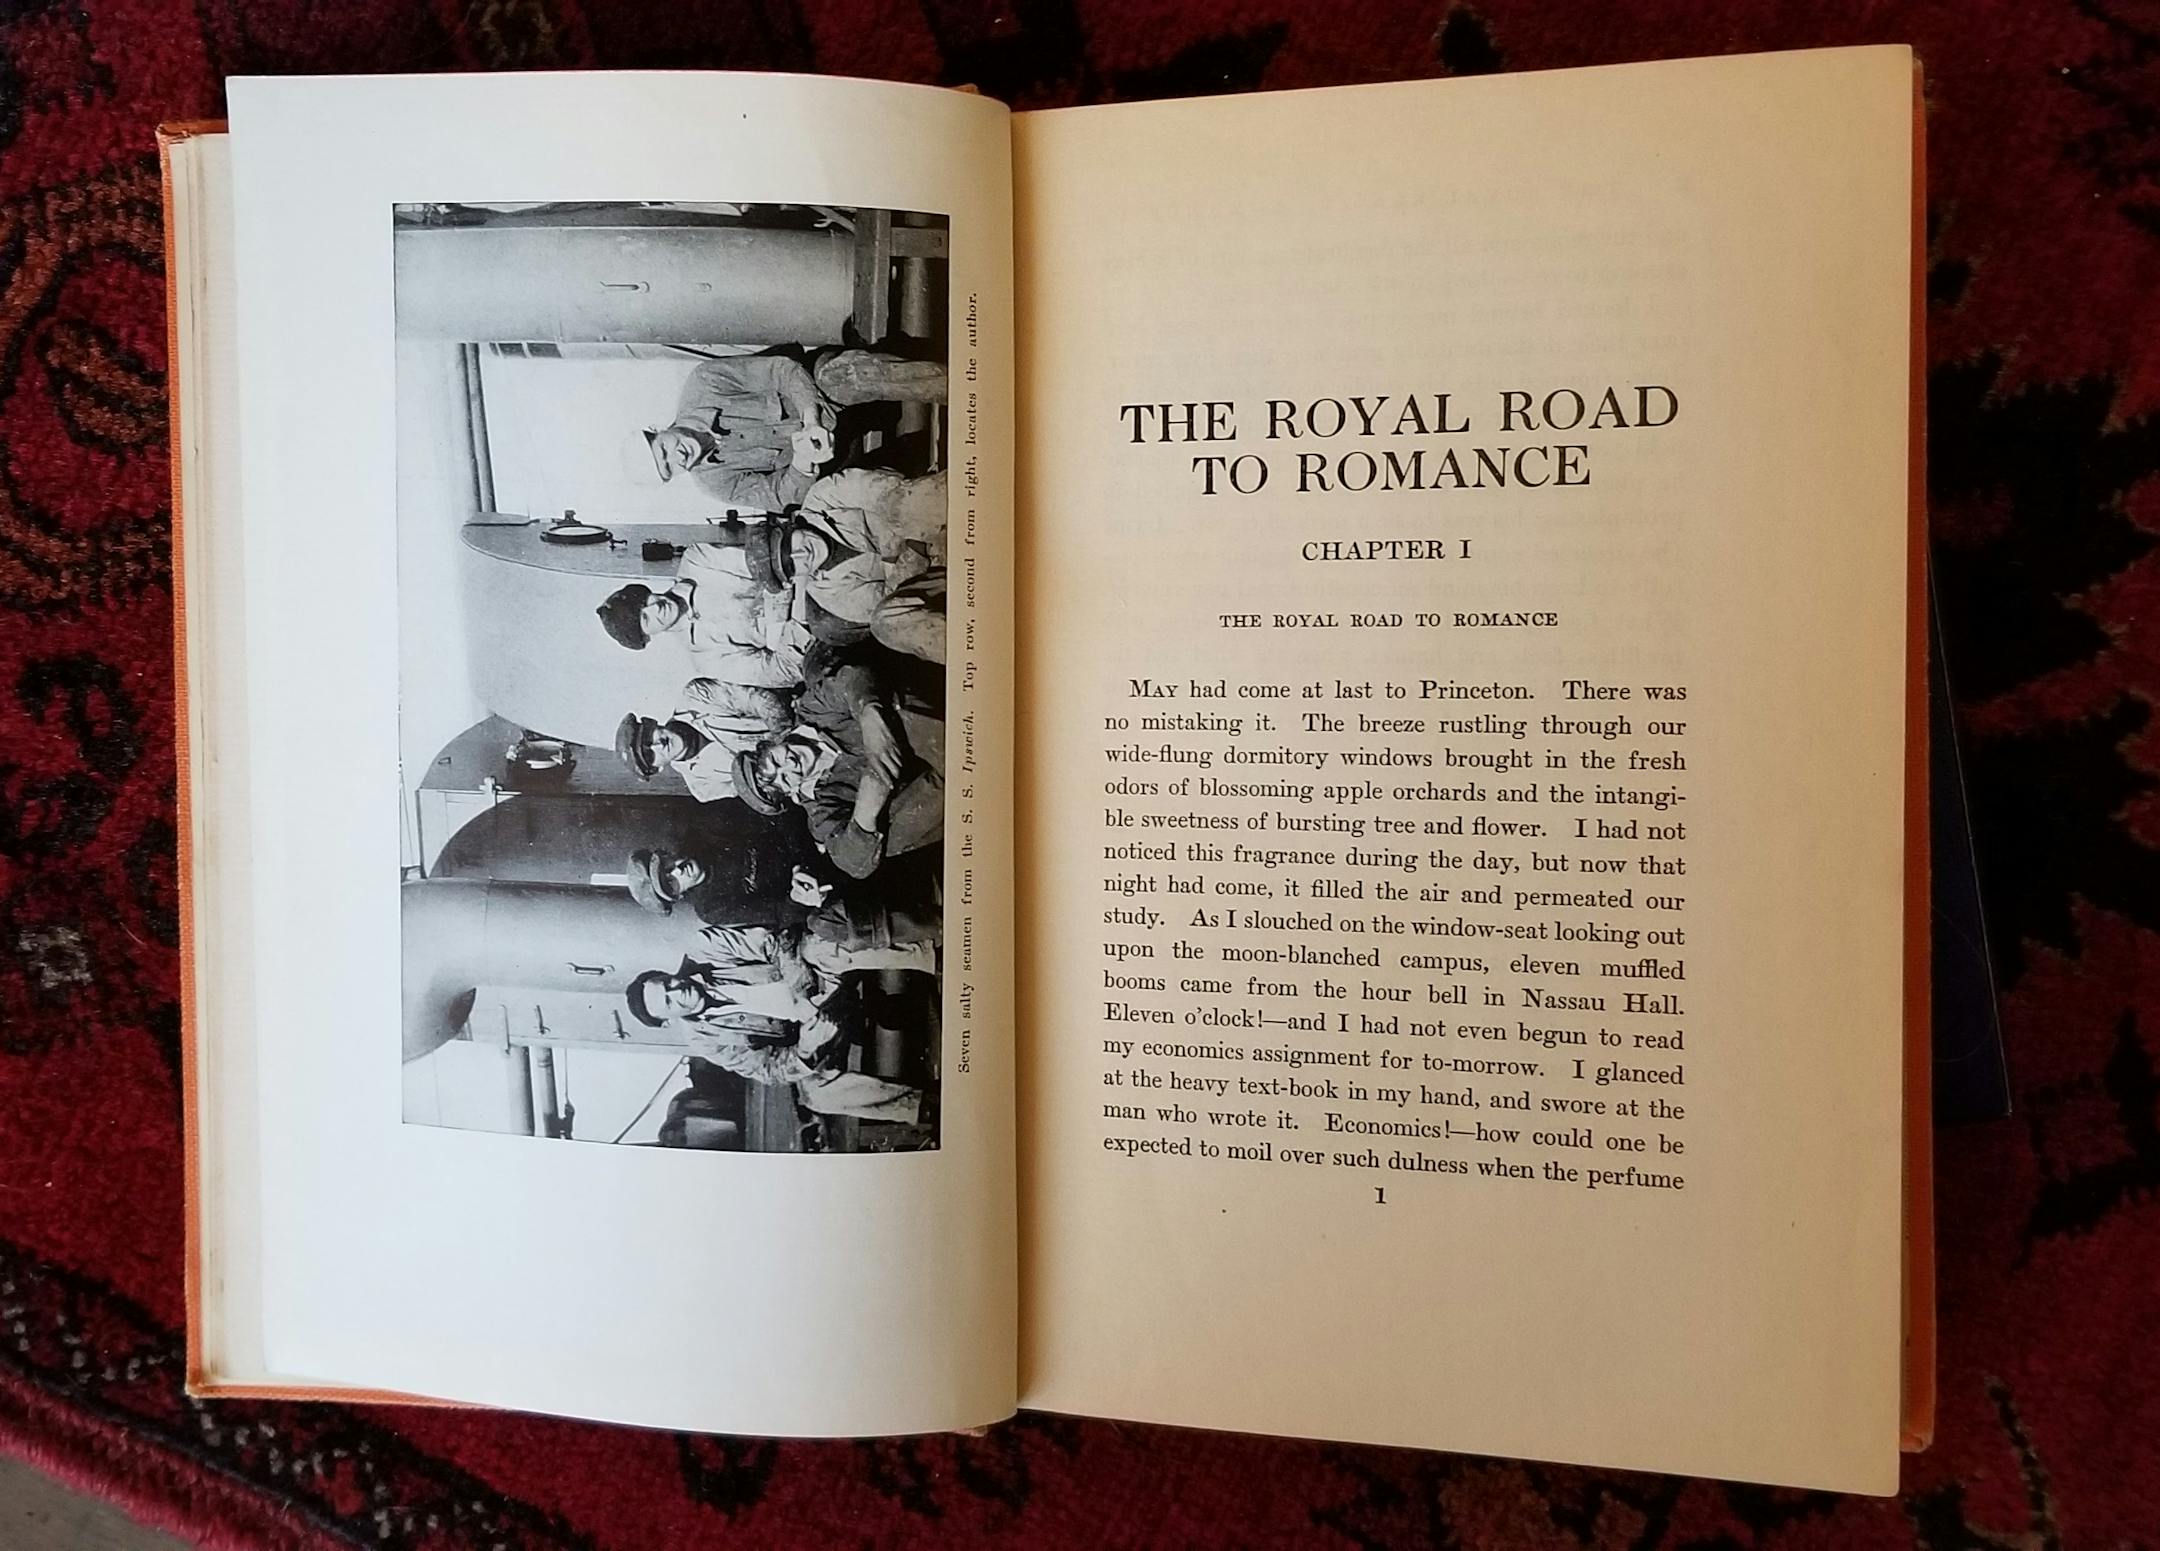 Seven salty seamen from the S. S. Ipswich. Top row, second from right, locates the author.
THE ROYAL ROAD
TO ROMANCE
CHAPTER I
THE ROYAL ROAD TO ROMANCE
MAY had come at last to Princeton. There was
no mistaking it. The breeze rustling through our
wide-flung dormitory windows brought in the fresh
odors of blossoming apple orchards and the intangi-
ble sweetness of bursting tree and flower. I had not
noticed this fragrance during the day, but now that
night had come, it filled the air and permeated our
study. As I slouched on the window-seat looking out
upon the moon-blanched campus, eleven muffled
booms came from the hour bell in Nassau Hall.
Eleven o'clock!—and I had not even begun to read
my economics assignment for to-morrow. I glanced
at the heavy text-book in my hand, and swore at the
man who wrote it. Economics!—how could one be
expected to moil over such dulness when the perfume
1